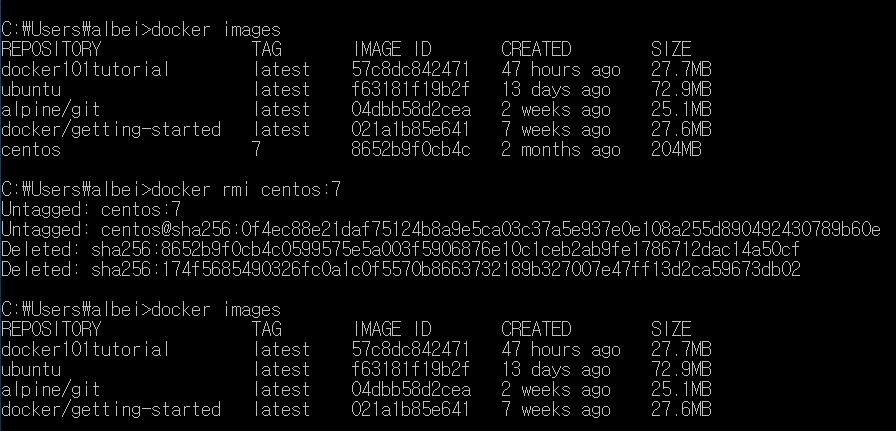 C:₩Users₩albei>docker images
REPOSITORY TAG IMAGE ID CREATED SIZE
docker101tutorial latest 57c8dc842471 47 hours ago 27.7MB
ubuntu latest f63181f19b2f 13 days ago 72.9MB
alpine/git latest 04dbb58d2cea 2 weeks ago 25.1MB
docker/getting-started latest 021a1b85e641 7 weeks ago 27.6MB
centos 7 8652b9f0cb4c 2 months ago 204MB
C:₩Users₩albei>docker rmi centos:7
Untagged: centos:7
Untagged: centos@sha256:0f4ec88e21daf75124b8a9e5ca03c37a5e937e0e108a255d890492430789b60e
Deleted: sha256:8652b9f0cb4c0599575e5a003f5906876e10c1ceb2ab9fe1786712dac14a50cf
Deleted: sha256:174f5685490326fc0a1c0f5570b8663732189b327007e47ff13d2ca59673db02
C:₩Users₩albei>docker images
REPOSITORY TAG IMAGE ID CREATED SIZE
docker101tutorial latest 57c8dc842471 47 hours ago 27.7MB
ubuntu latest f63181f19b2f 13 days ago 72.9MB
alpine/git latest 04dbb58d2cea 2 weeks ago 25.1MB
docker/getting-started latest 021a1b85e641 7 weeks ago 27.6MB